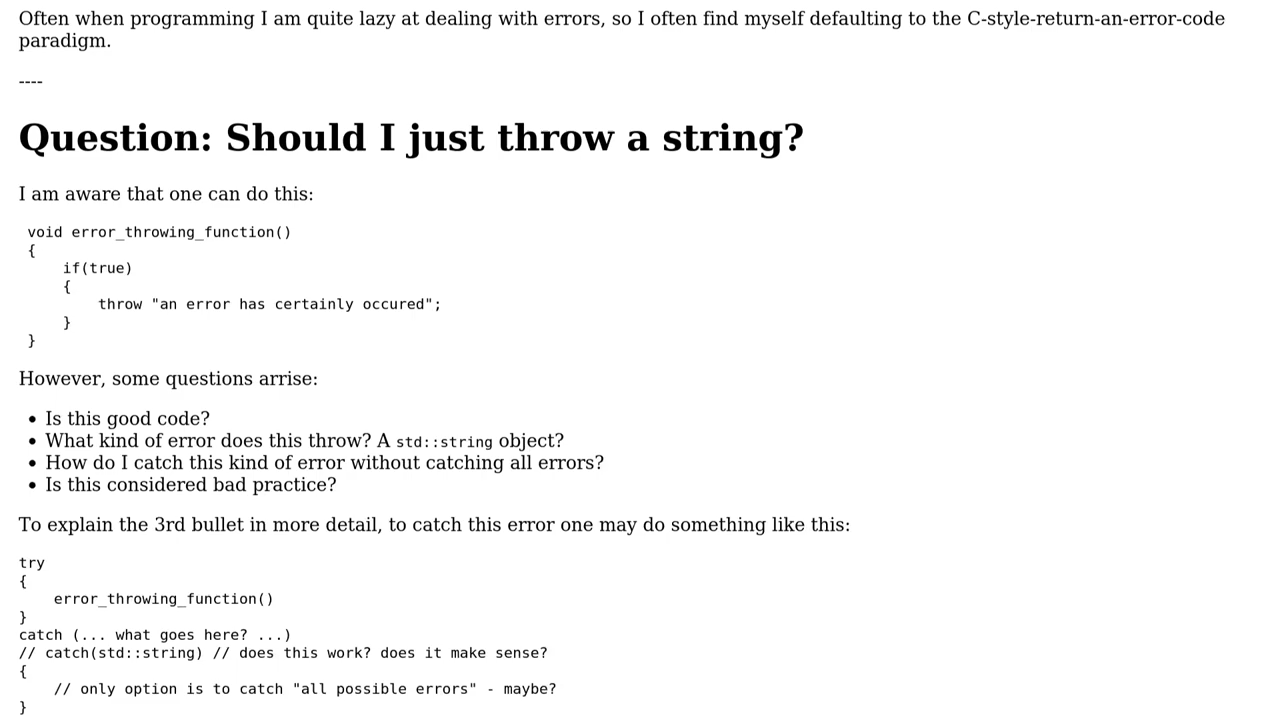 Often when programming I am quite lazy at dealing with errors, so I often find myself defaulting to the C-style-return-an-error-code
paradigm.
----
Question: Should I just throw a string?
I am aware that one can do this:
void error_throwing_function()
{
    if(true)
    {
        throw "an error has certainly occured";
    }
}
However, some questions arrise:
• Is this good code?
• What kind of error does this throw? A std::string object?
• How do I catch this kind of error without catching all errors?
• Is this considered bad practice?
To explain the 3rd bullet in more detail, to catch this error one may do something like this:
try
{
    error_throwing_function()
}
catch (... what goes here? ...)
// catch(std::string) // does this work? does it make sense?
{
    // only option is to catch "all possible errors" - maybe?
}